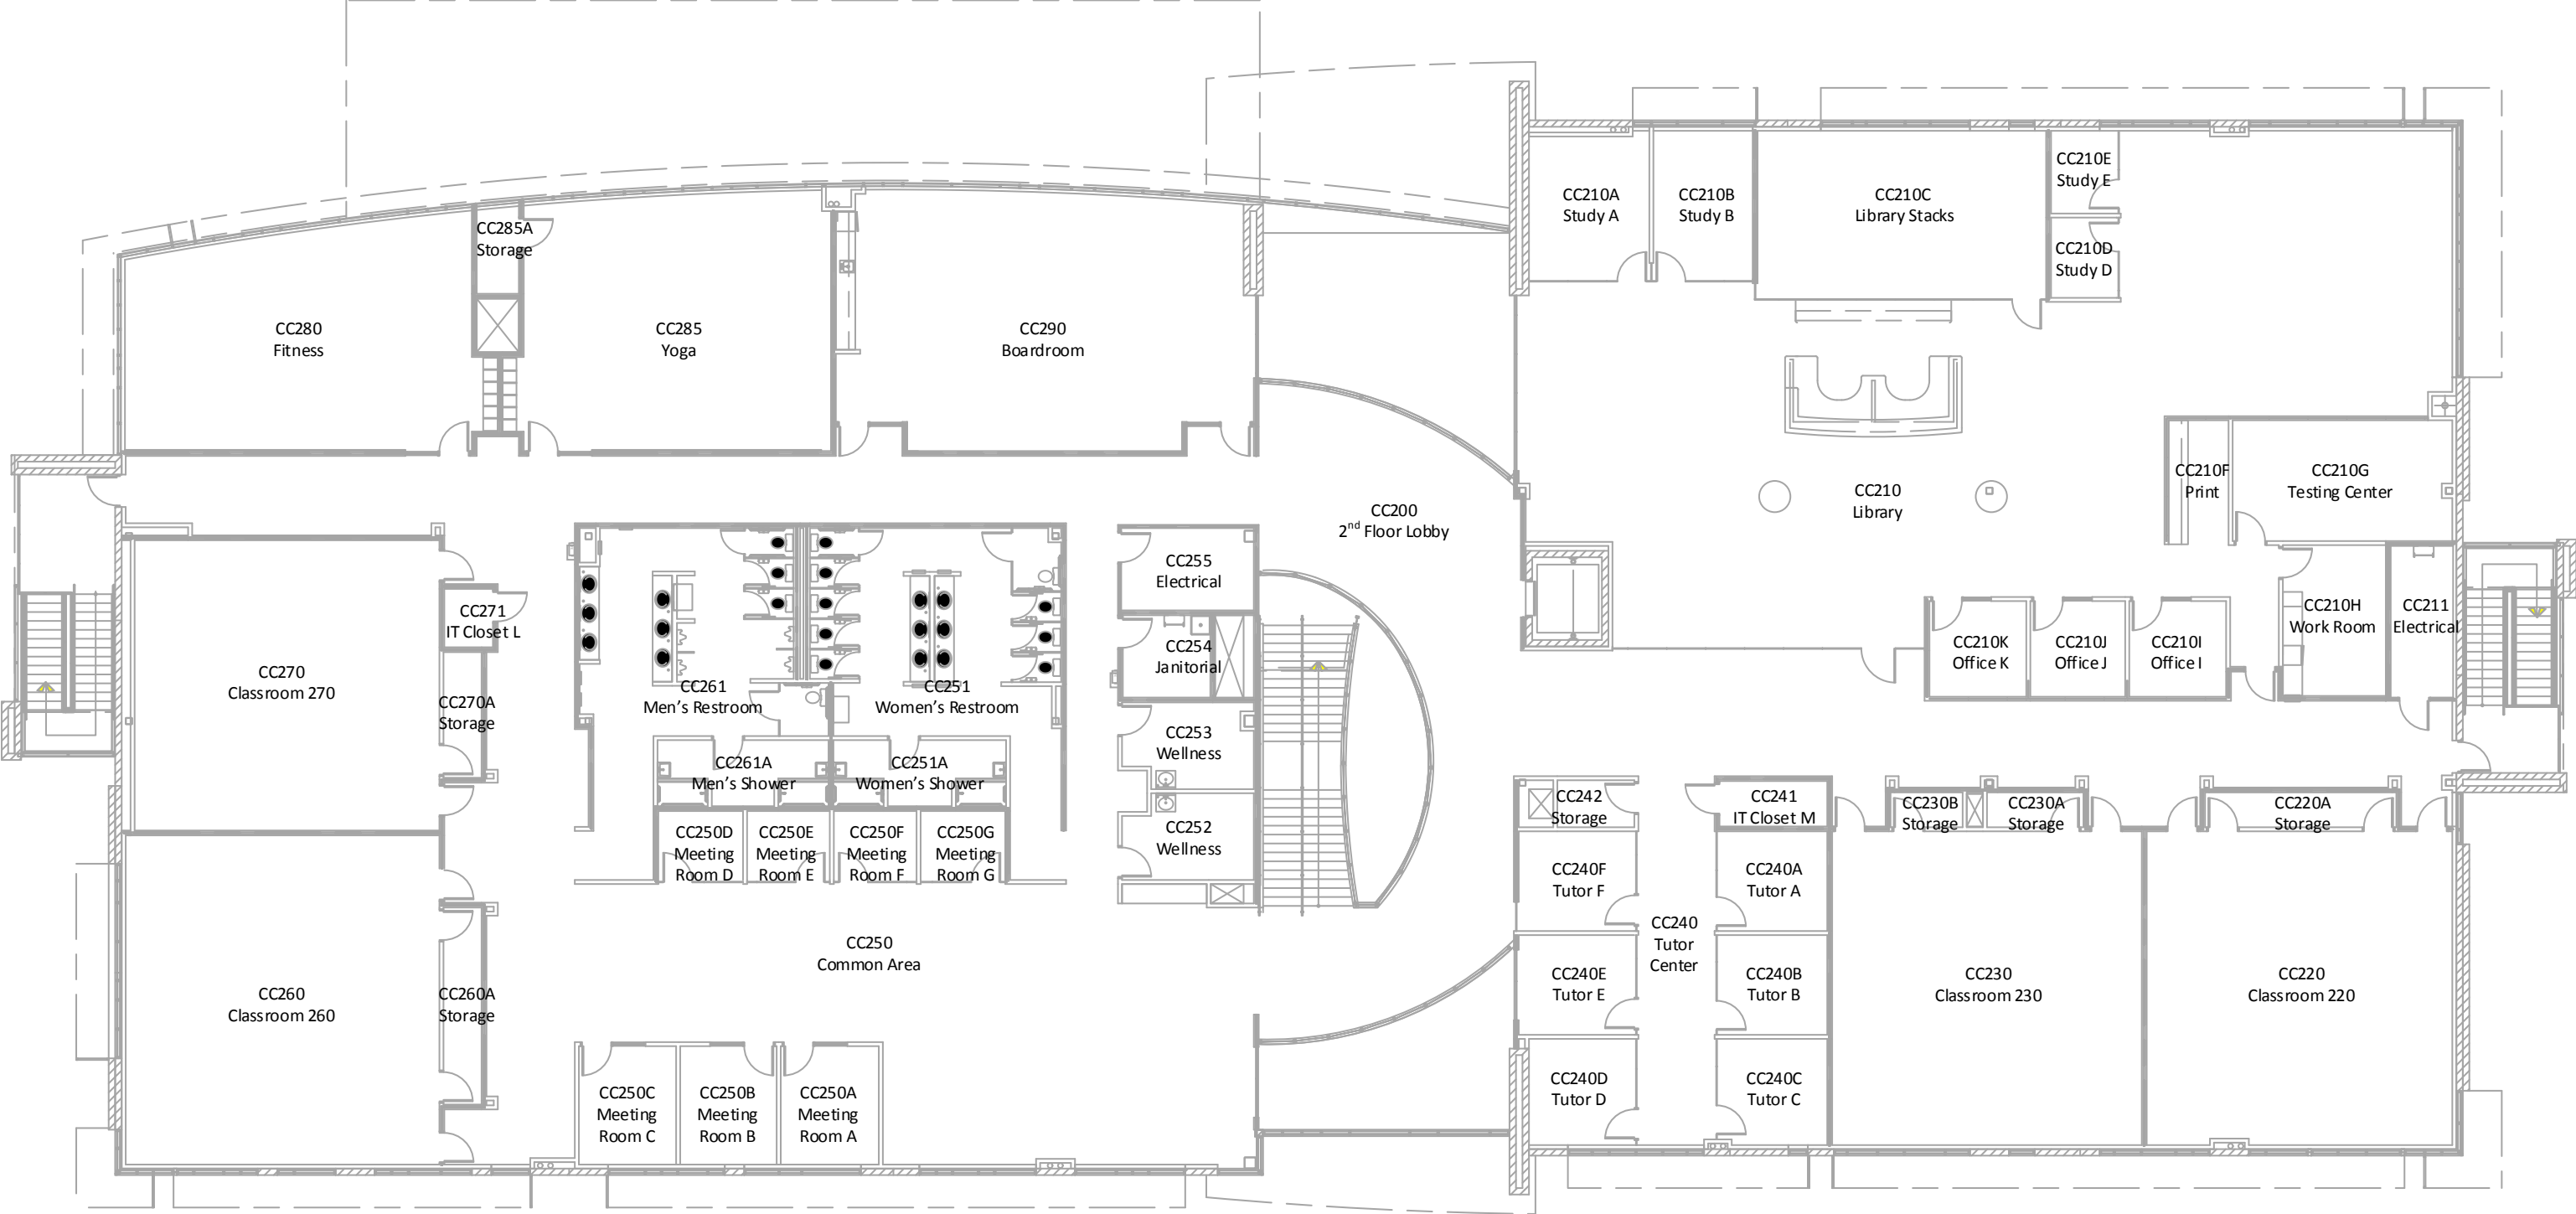 CC210E
Study E
CC210A
Study A
CC210B
Study B
CC210C
Library Stacks
CC285A
Storage
CC210D
Study D
CC280
Fitness
CC285
Yoga
CC290
Boardroom
CC210F
Print
CC210G
Testing Center
CC210
Library
CC200
2nd Floor Lobby
CC255
Electrical
CC271
IT Closet L
CC210H
Work Room
CC211
Electrical
CC254
Janitorial
CC210K
Office K
CC210J
Office J
CC210I
Office I
CC270
Classroom 270
CC261
Men's Restroom
CC251
Women's Restroom
CC270A
Storage
CC253
Wellness
CC261A
Men's Shower
CC251A
Women's Shower
CC242
Storage
CC241
IT Closet M
CC230B
Storage
CC230A
Storage
CC220A
Storage
CC250D
Meeting
Room D
CC250E
Meeting
Room E
CC250F
Meeting
Room F
CC250G
Meeting
Room G
CC252
Wellness
CC240F
Tutor F
CC240A
Tutor A
CC240
Tutor
Center
CC250
Common Area
CC260
Classroom 260
CC260A
Storage
CC240E
Tutor E
CC240B
Tutor B
CC230
Classroom 230
CC220
Classroom 220
CC250C
Meeting
Room C
CC250B
Meeting
Room B
CC250A
Meeting
Room A
CC240D
Tutor D
CC240C
Tutor C